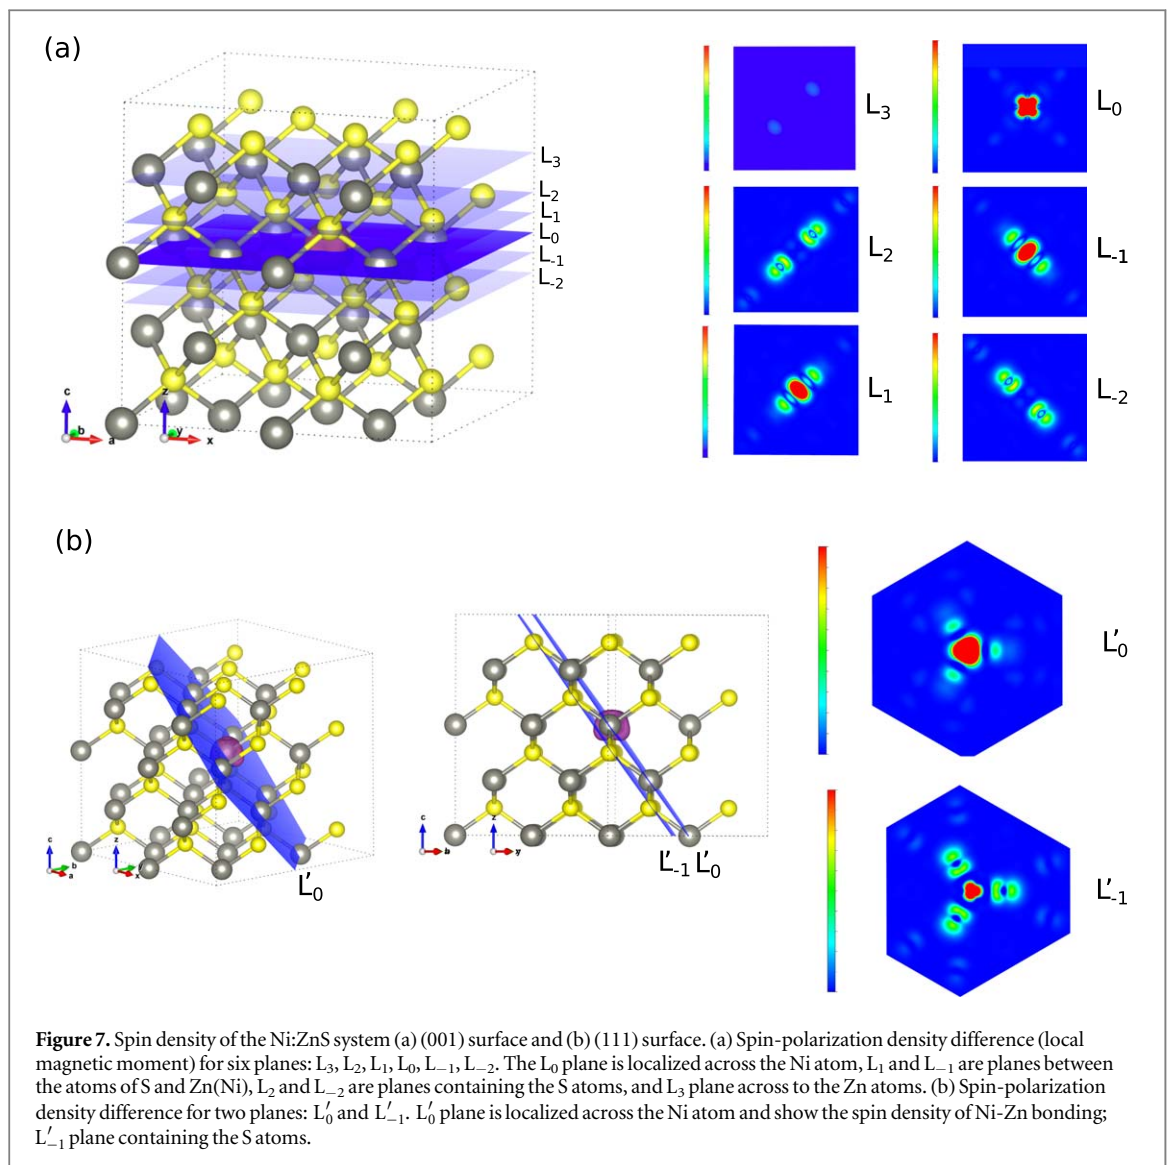 (a)
L3
L2
L1
L0
L-1
L-2
c
b
a
z
y
x
L3
L0
L2
L-1
L1
L-2
(b)
c
b
a
z
x
L′0
c
z
y
L′-1 L′0
L′0
L′-1
Figure 7. Spin density of the Ni:ZnS system (a) (001) surface and (b) (111) surface. (a) Spin-polarization density difference (local
magnetic moment) for six planes: L3, L2, L1, L0, L−1, L−2. The L0 plane is localized across the Ni atom, L1 and L−1 are planes between
the atoms of S and Zn(Ni), L2 and L−2 are planes containing the S atoms, and L3 plane across to the Zn atoms. (b) Spin-polarization
density difference for two planes: L′0 and L′−1. L′0 plane is localized across the Ni atom and show the spin density of Ni-Zn bonding;
L′−1 plane containing the S atoms.